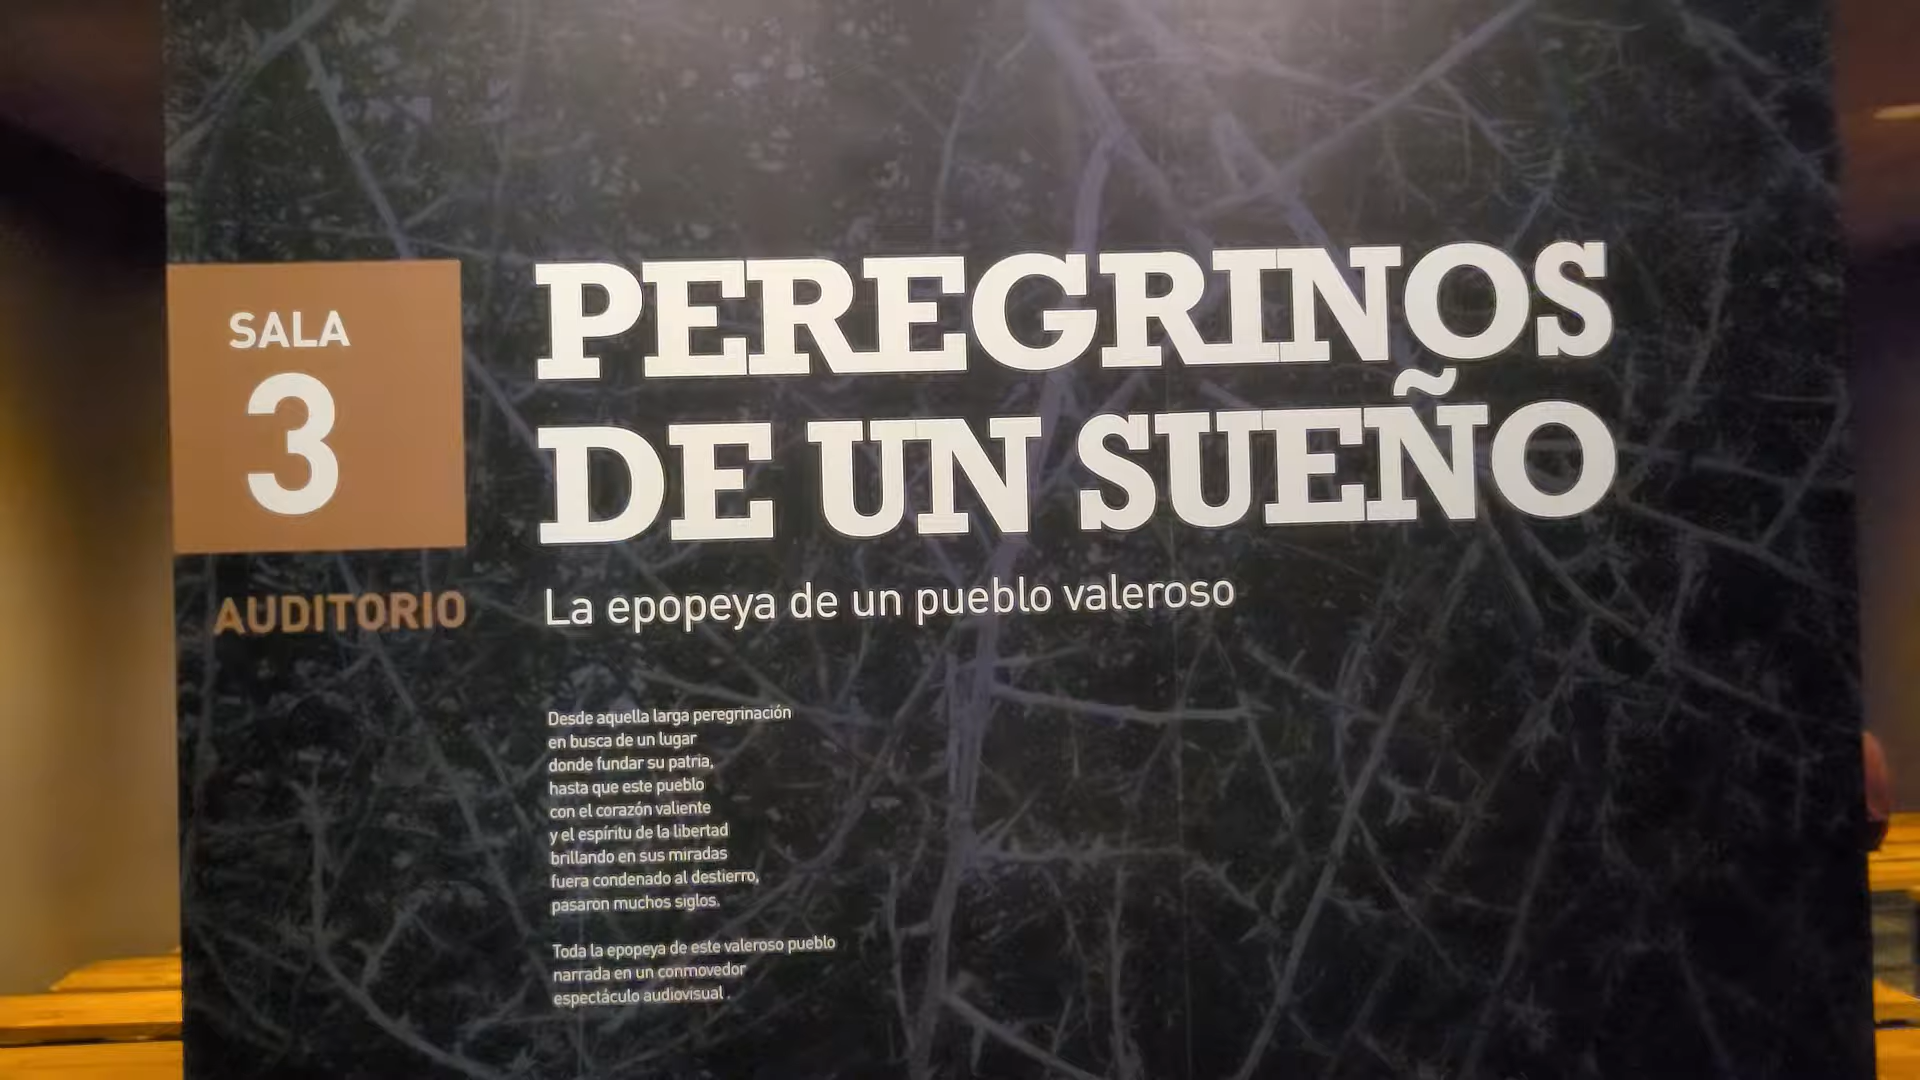 SALA
3
AUDITORIO
PEREGRINOS
DE UN SUEÑO
La epopeya de un pueblo valeroso
Desde aquella larga peregrinación
en busca de un lugar
donde fundar su patria,
hasta que este pueblo
con el corazón valiente
y el espíritu de la libertad
brillando en sus miradas
fuera condenado al destierro,
pasaron muchos siglos.
Toda la epopeya de este valeroso pueblo
narrada en un conmovedor
espectáculo audiovisual .